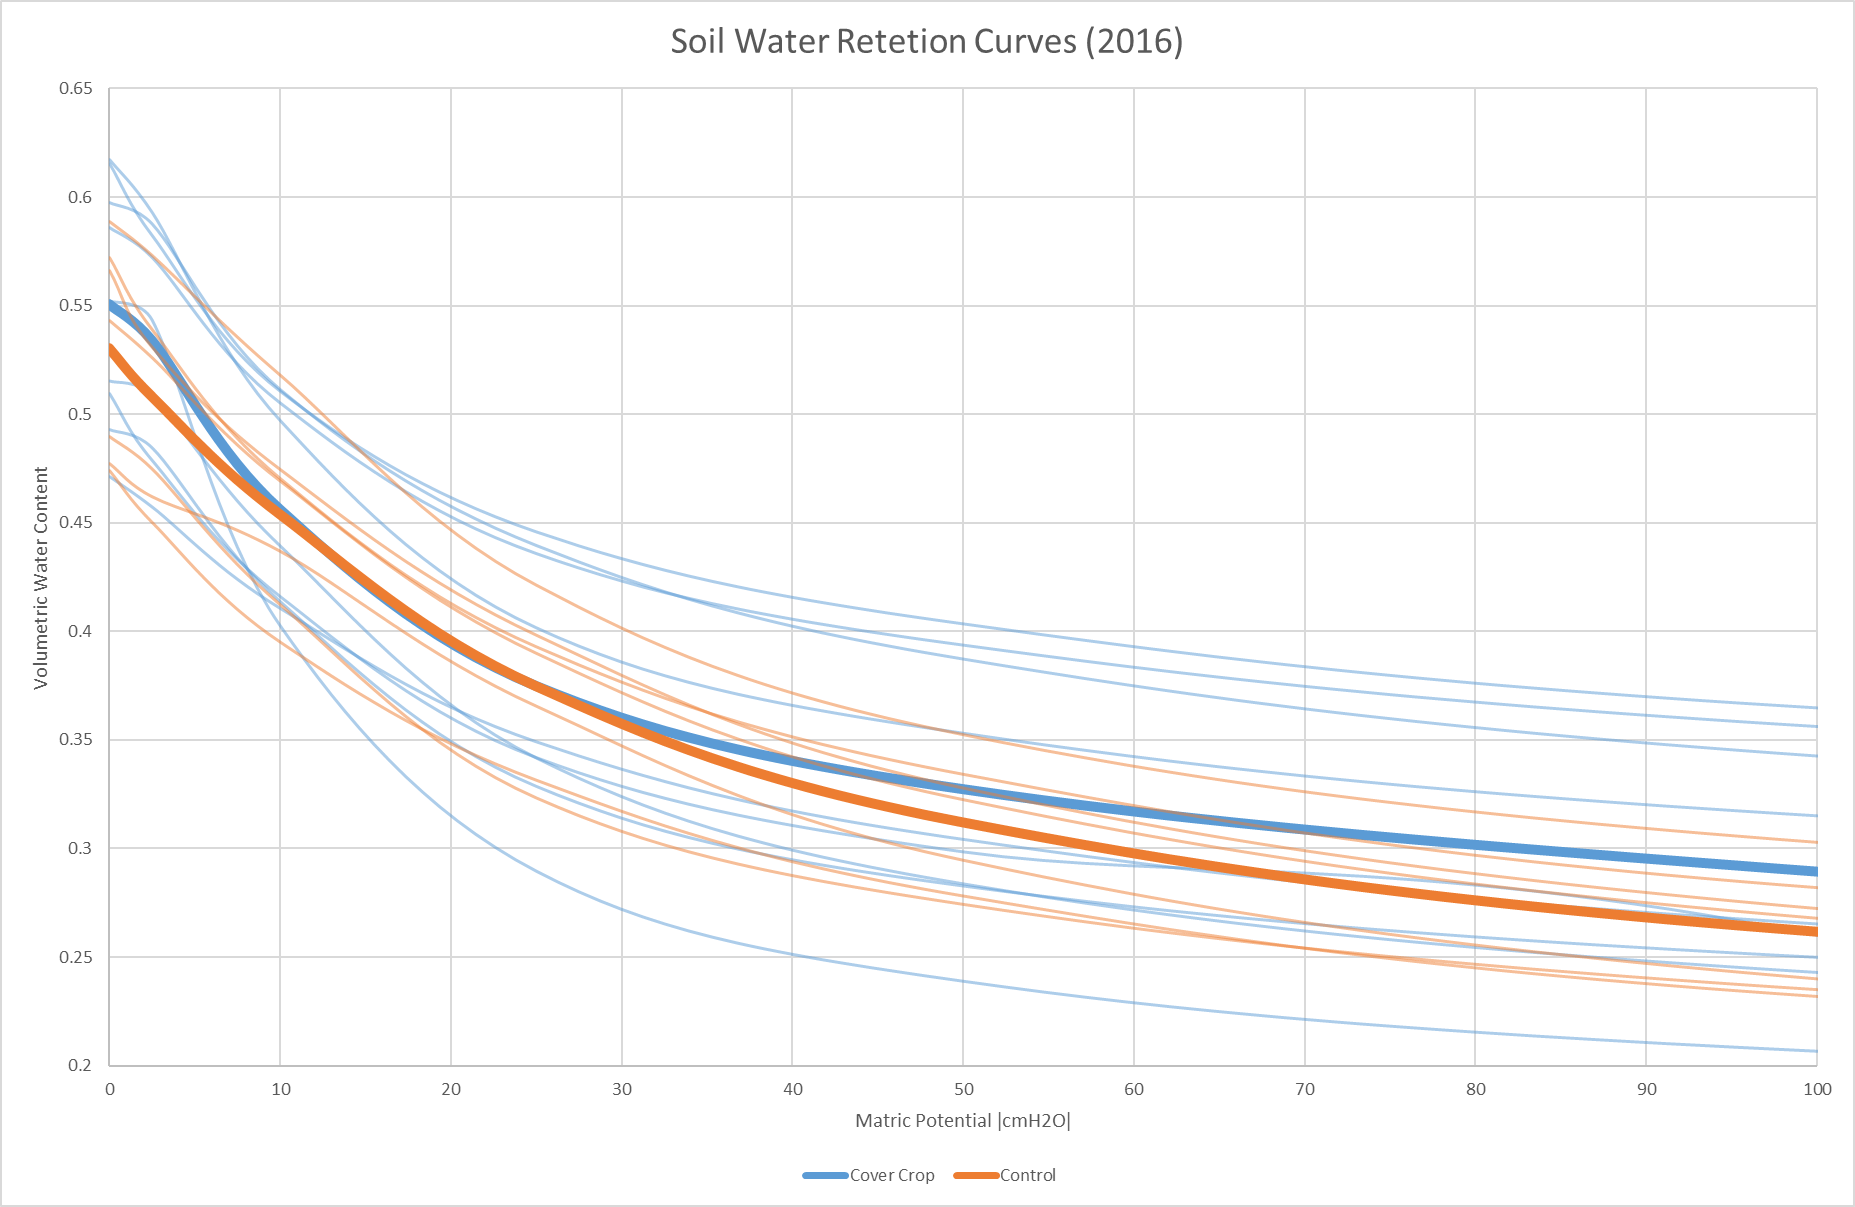 Soil Water Retetion Curves (2016)
0.65
0.6
0.55
0.5
0.45
0.4
0.35
0.3
0.25
0.2
Volumetric Water Content
0 10 20 30 40 50 60 70 80 90 100
Matric Potential |cmH2O|
Cover Crop Control